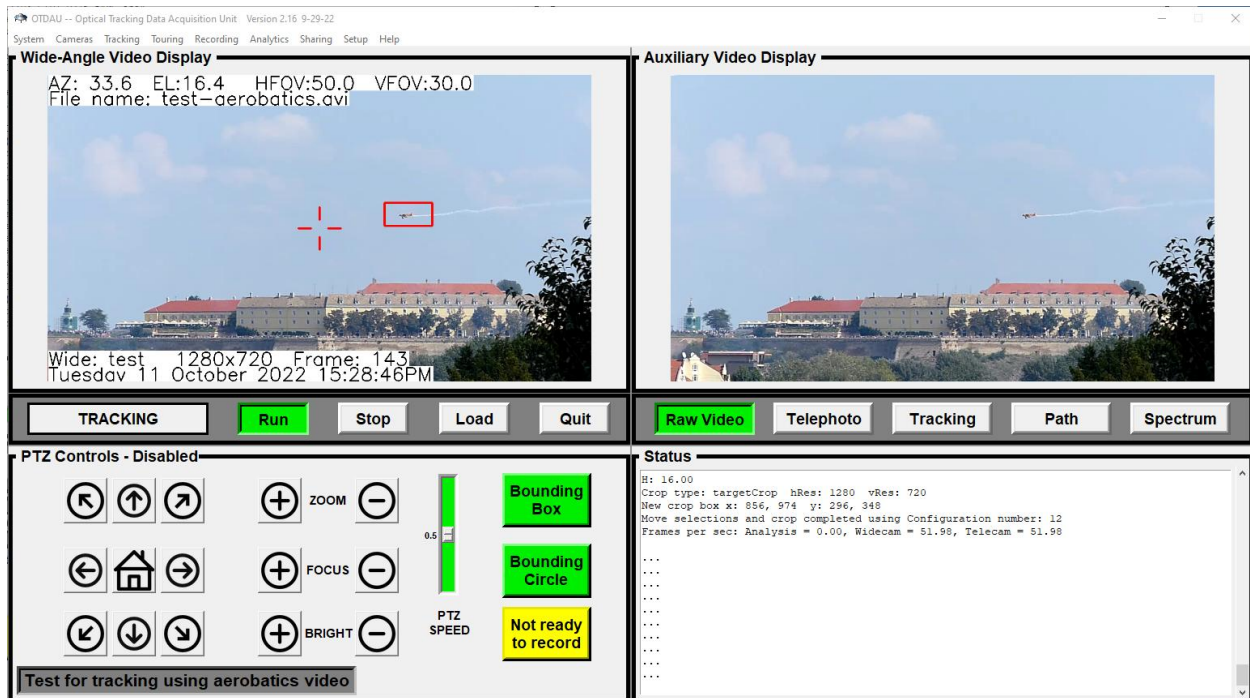 OTDAU -- Optical Tracking Data Acquisition Unit Version 2.16 9-29-22
System Cameras Tracking Touring Recording Analytics Sharing Setup Help
Wide-Angle Video Display
AZ: 33.6 EL:16.4 HFOV:50.0 VFOV:30.0
File name: test-aerobatics.avi
Wide: test 1280x720 Frame: 143
Tuesday 11 October 2022 15:28:46PM
Auxiliary Video Display
TRACKING Run Stop Load Quit
Raw Video Telephoto Tracking Path Spectrum
PTZ Controls - Disabled
ZOOM
FOCUS
BRIGHT
0.5
PTZ
SPEED
Bounding
Box
Bounding
Circle
Not ready
to record
Test for tracking using aerobatics video
Status
H: 16.00
Crop type: targetCrop hRes: 1280 vRes: 720
New crop box x: 856, 974 y: 296, 348
Move selections and crop completed using Configuration number: 12
Frames per sec: Analysis = 0.00, Widecam = 51.98, Telecam = 51.98
...
...
...
...
...
...
...
...
...
...